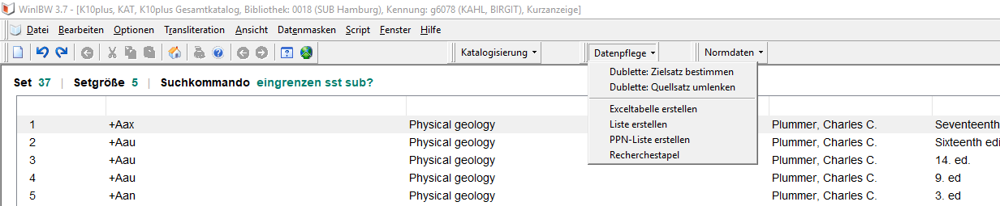 WinIBW 3.7 - [K10plus, KAT, K10plus Gesamtkatalog, Bibliothek: 0018 (SUB Hamburg), Kennung: g6078 (KAHL, BIRGIT), Kurzanzeige]
Datei Bearbeiten Optionen Transliteration Ansicht Datenmasken Script Fenster Hilfe
Katalogisierung Datenpflege Normdaten
Dublette: Zielsatz bestimmen
Dublette: Quellsatz umlenken
Exceltabelle erstellen
Liste erstellen
PPN-Liste erstellen
Recherchestapel
Set 37 | Setgröße 5 | Suchkommando eingrenzen sst sub?
1 +Aax Physical geology Plummer, Charles C. Seventeenth
2 +Aau Physical geology Plummer, Charles C. Sixteenth edi
3 +Aau Physical geology Plummer, Charles C. 14. ed.
4 +Aau Physical geology Plummer, Charles C. 9. ed
5 +Aan Physical geology Plummer, Charles C. 3. ed